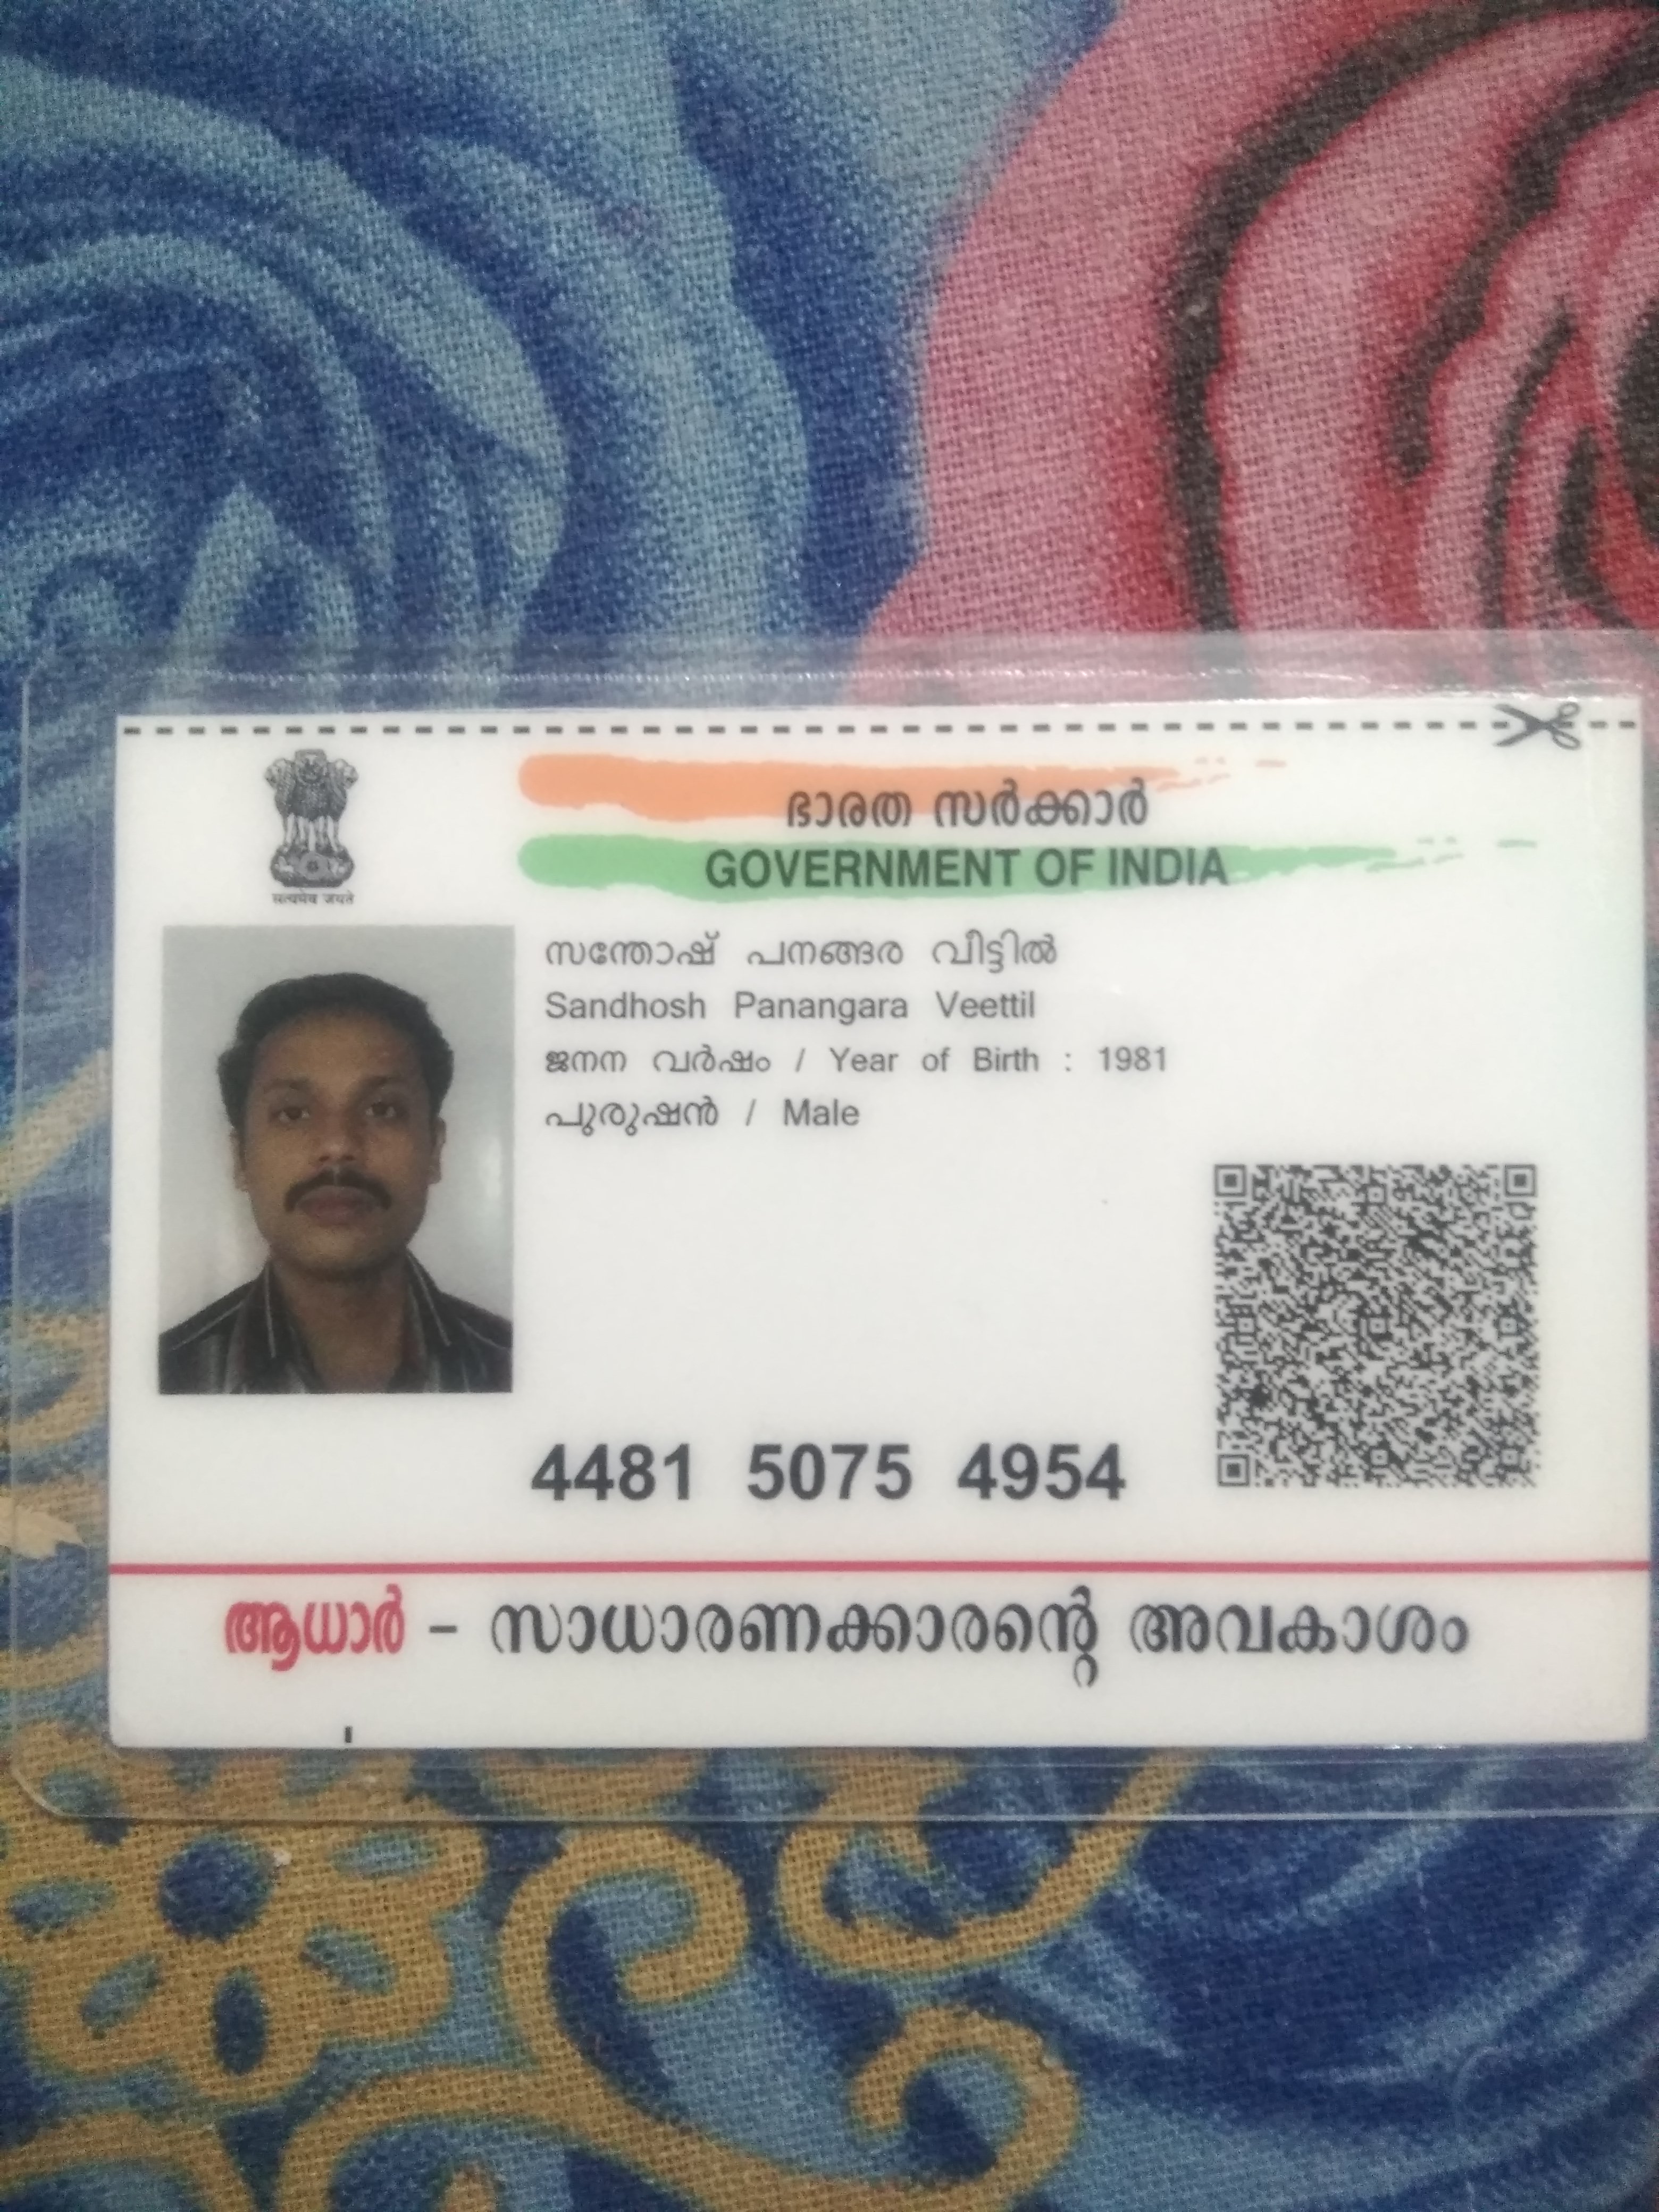 ഭാരത സർക്കാർ
GOVERNMENT OF INDIA
सत्यमेव जयते
സന്തോഷ് പനങ്ങര വീട്ടിൽ
Sandhosh Panangara Veettil
ജനന വർഷം / Year of Birth : 1981
പുരുഷൻ / Male
4481 5075 4954
ആധാർ - സാധാരണക്കാരന്റെ അവകാശം